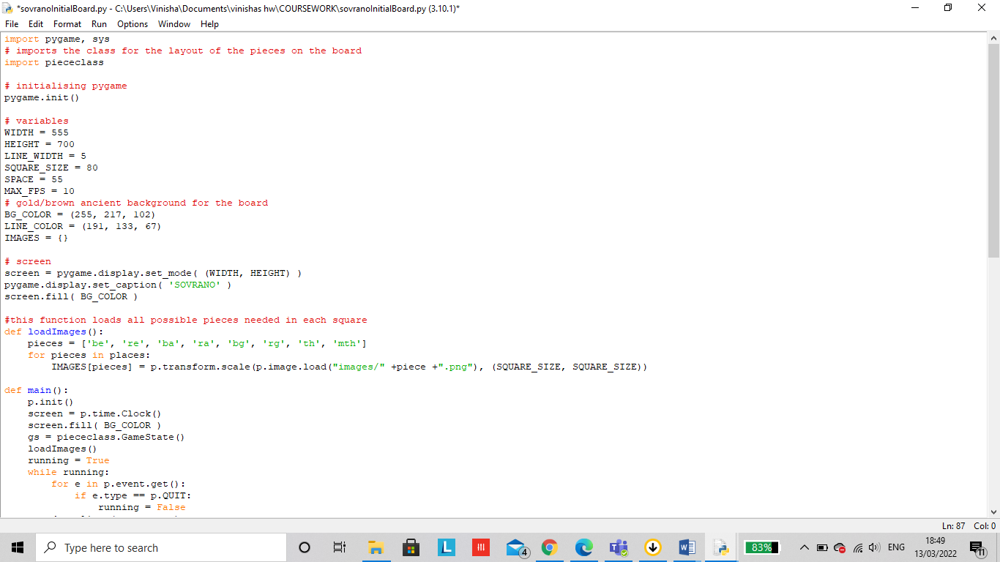 *sovranoInitialBoard.py - C:\Users\Vinisha\Documents\vinishas hw\COURSEWORK\sovranoInitialBoard.py (3.10.1)*
File Edit Format Run Options Window Help
import pygame, sys
# imports the class for the layout of the pieces on the board
import piececlass

# initialising pygame
pygame.init()

# variables
WIDTH = 555
HEIGHT = 700
LINE_WIDTH = 5
SQUARE_SIZE = 80
SPACE = 55
MAX_FPS = 10
# gold/brown ancient background for the board
BG_COLOR = (255, 217, 102)
LINE_COLOR = (191, 133, 67)
IMAGES = {}

# screen
screen = pygame.display.set_mode( (WIDTH, HEIGHT) )
pygame.display.set_caption( 'SOVRANO' )
screen.fill( BG_COLOR )

#this function loads all possible pieces needed in each square
def loadImages():
    pieces = ['be', 're', 'ba', 'ra', 'bg', 'rg', 'th', 'mth']
    for pieces in places:
        IMAGES[pieces] = p.transform.scale(p.image.load("images/" +piece +".png"), (SQUARE_SIZE, SQUARE_SIZE))

def main():
    p.init()
    screen = p.time.Clock()
    screen.fill( BG_COLOR )
    gs = piececlass.GameState()
    loadImages()
    running = True
    while running:
        for e in p.event.get():
            if e.type == p.QUIT:
                running = False
Ln: 87 Col: 0
Type here to search
L
4
W
83%
ENG
18:49
13/03/2022
11